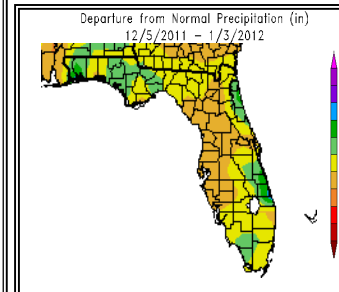 Departure from Normal Precipitation (in)
12/5/2011 – 1/3/2012